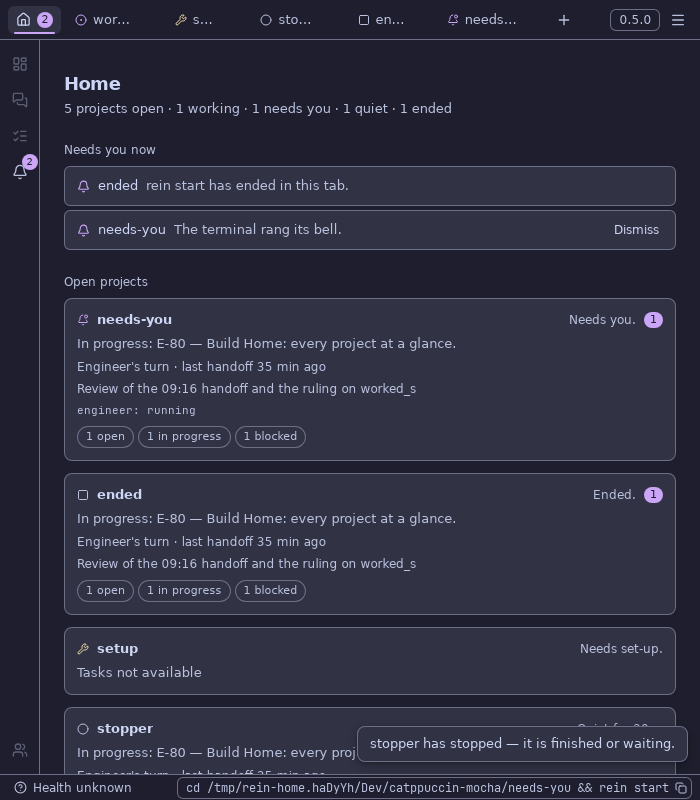 2 wor... s... sto... en... needs... 0.5.0
2
Home
5 projects open · 1 working · 1 needs you · 1 quiet · 1 ended
Needs you now
ended rein start has ended in this tab.
needs-you The terminal rang its bell. Dismiss
Open projects
needs-you Needs you. 1
In progress: E-80 — Build Home: every project at a glance.
Engineer's turn · last handoff 35 min ago
Review of the 09:16 handoff and the ruling on worked_s
engineer: running
1 open 1 in progress 1 blocked
ended Ended. 1
In progress: E-80 — Build Home: every project at a glance.
Engineer's turn · last handoff 35 min ago
Review of the 09:16 handoff and the ruling on worked_s
1 open 1 in progress 1 blocked
setup Needs set-up.
Tasks not available
stopper
stopper has stopped — it is finished or waiting.
In progress: E-80 — Build Home: every
Health unknown cd /tmp/rein-home.haDyYh/Dev/catppuccin-mocha/needs-you && rein start